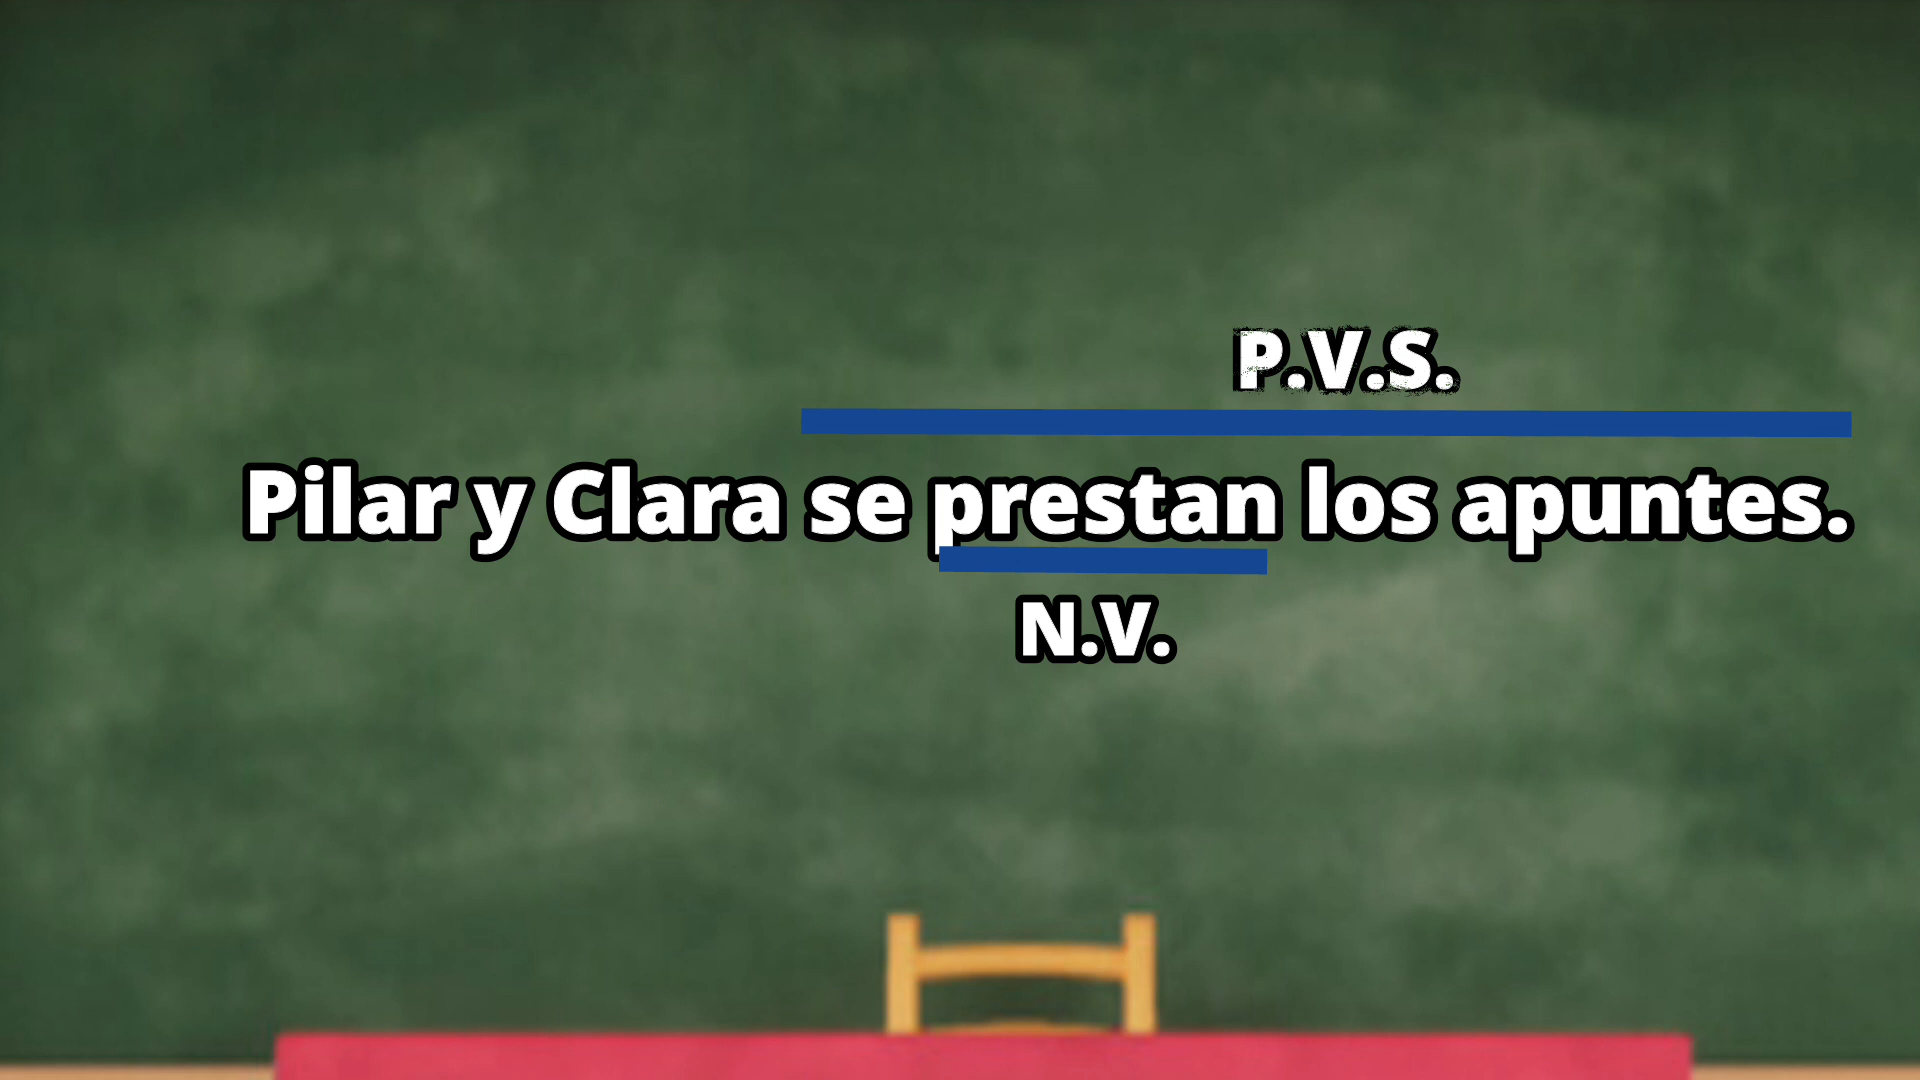 P.V.S.
Pilar y Clara se prestan los apuntes.
N.V.